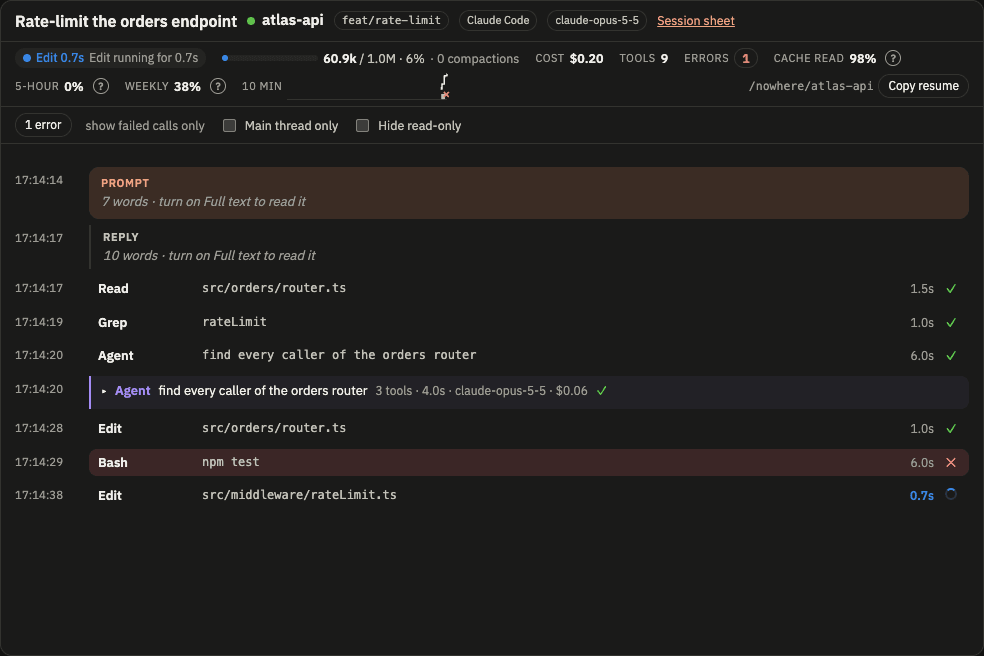 Rate-limit the orders endpoint atlas-api feat/rate-limit Claude Code claude-opus-5-5 Session sheet
Edit 0.7s Edit running for 0.7s 60.9k / 1.0M · 6% · 0 compactions COST $0.20 TOOLS 9 ERRORS 1 CACHE READ 98% ?
5-HOUR 0% ? WEEKLY 38% ? 10 MIN /nowhere/atlas-api Copy resume
1 error show failed calls only Main thread only Hide read-only
17:14:14 PROMPT
7 words · turn on Full text to read it
17:14:17 REPLY
10 words · turn on Full text to read it
17:14:17 Read src/orders/router.ts 1.5s
17:14:19 Grep rateLimit 1.0s
17:14:20 Agent find every caller of the orders router 6.0s
17:14:20 Agent find every caller of the orders router 3 tools · 4.0s · claude-opus-5-5 · $0.06
17:14:28 Edit src/orders/router.ts 1.0s
17:14:29 Bash npm test 6.0s
17:14:38 Edit src/middleware/rateLimit.ts 0.7s